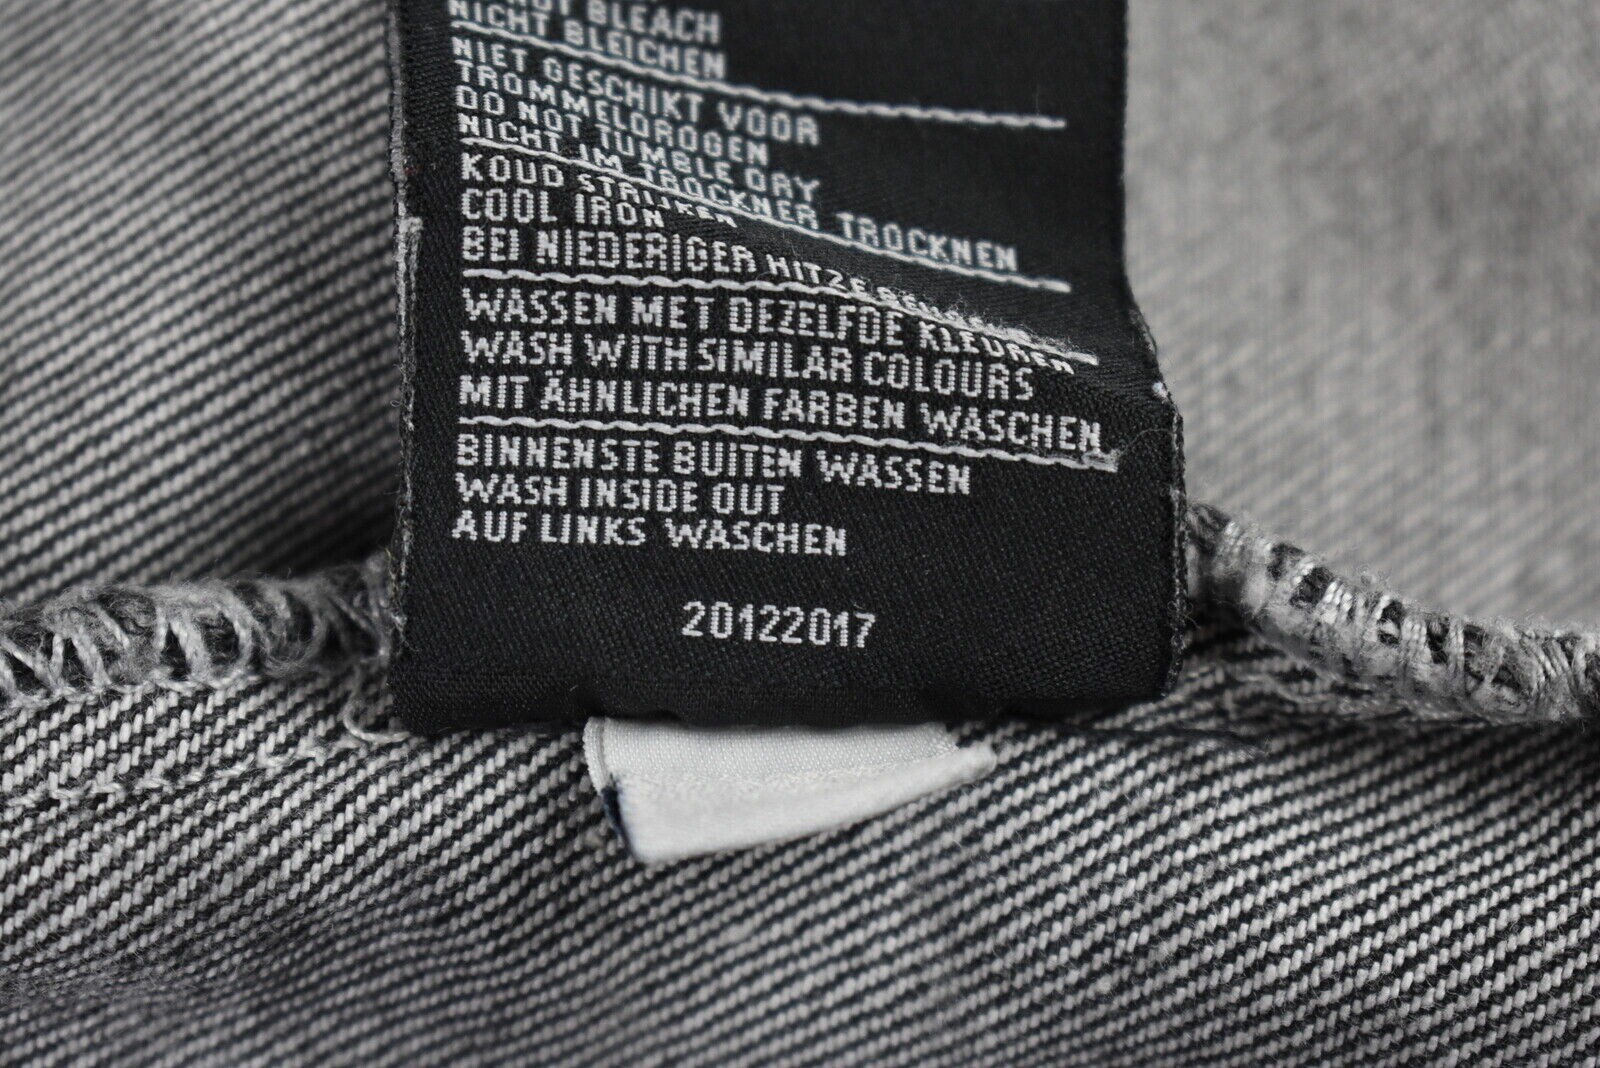 NOT BLEACH
NICHT BLEICHEN
NIET GESCHIKT VOOR
TROMMELDROGEN
DO NOT TUMBLE DRY
NICHT IM TROCKNER TROCKNEN
KOUD STRIJKEN
COOL IRON
BEI NIEDERIGER HITZE
WASSEN MET DEZELFDE KLEUREN
WASH WITH SIMILAR COLOURS
MIT ÄHNLICHEN FARBEN WASCHEN
BINNENSTE BUITEN WASSEN
WASH INSIDE OUT
AUF LINKS WASCHEN
20122017